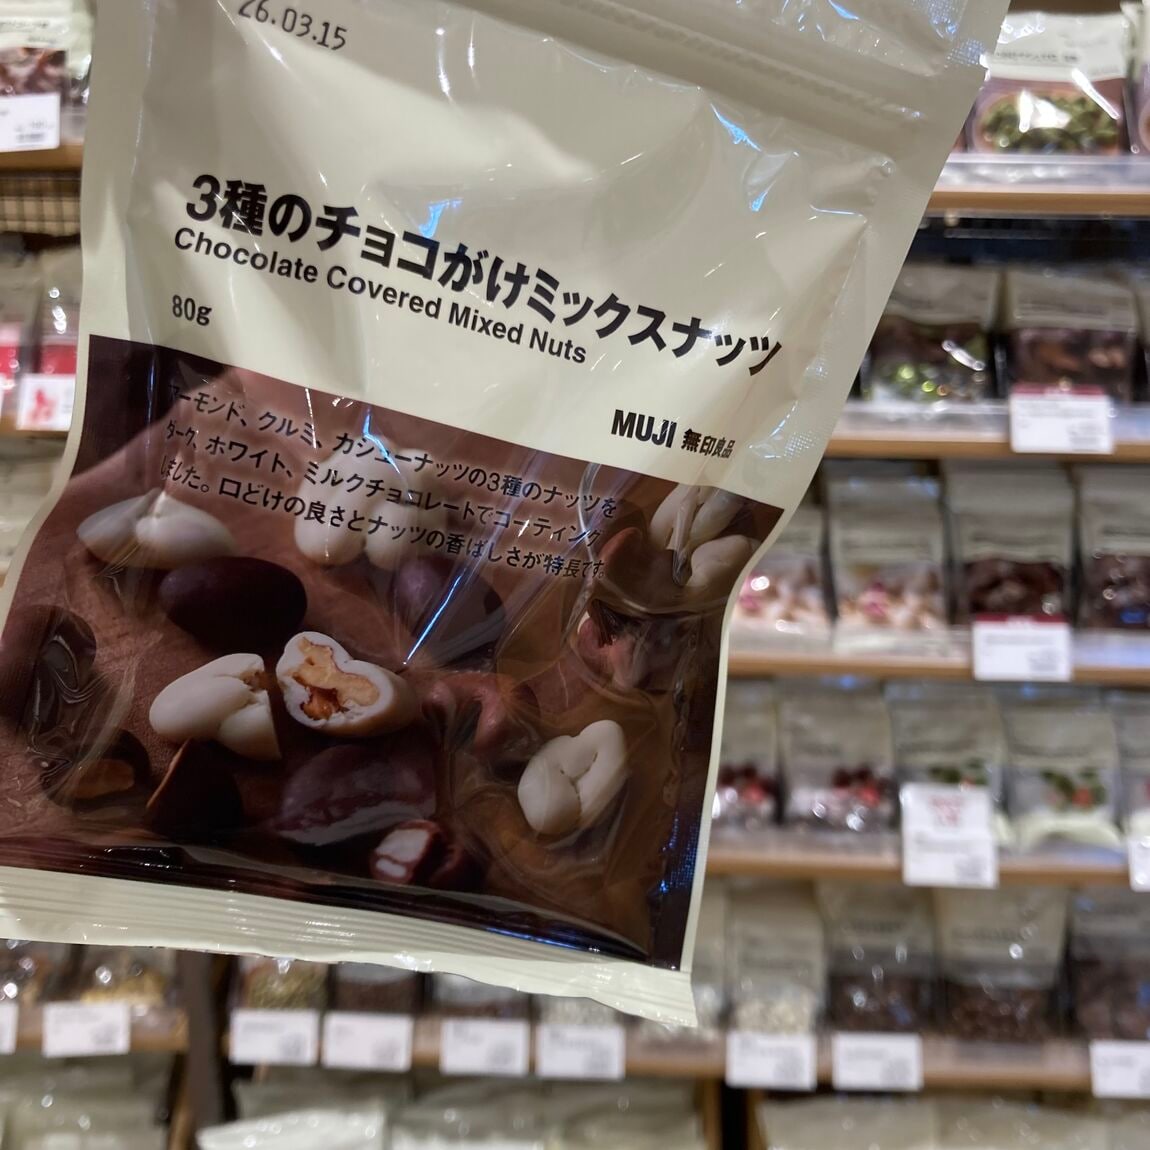 26.03.15
3種のチョコがけミックスナッツ
Chocolate Covered Mixed Nuts
80g
MUJI 無印良品
アーモンド、クルミ、カシューナッツの3種のナッツを
ダーク、ホワイト、ミルクチョコレートでコーティング
しました。口どけの良さとナッツの香ばしさが特長です。